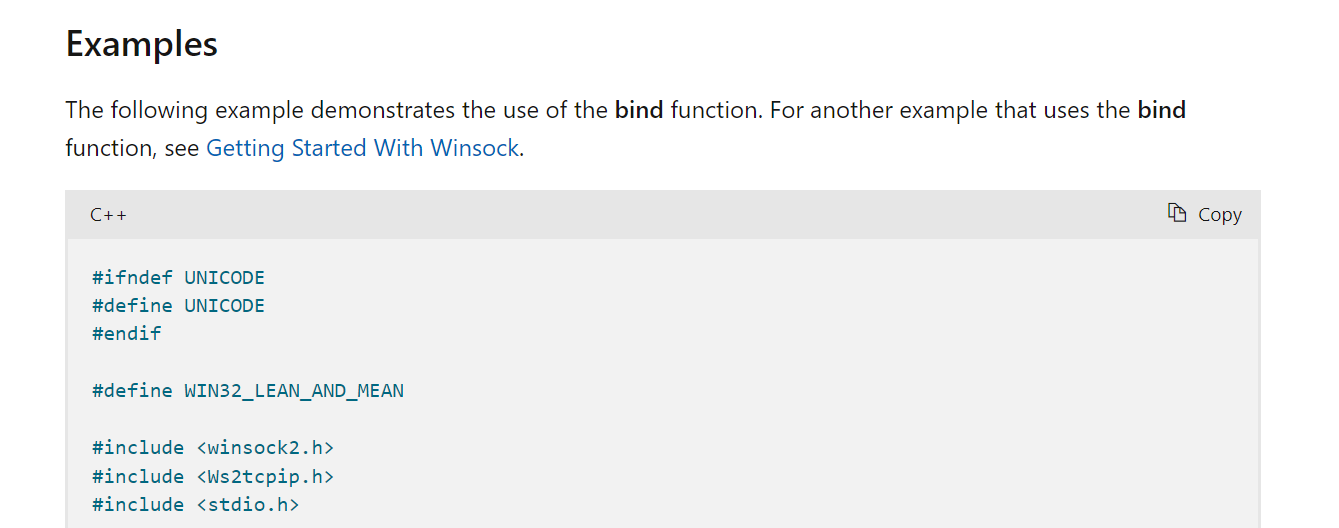 Examples
The following example demonstrates the use of the bind function. For another example that uses the bind
function, see Getting Started With Winsock.
C++
Copy
#ifndef UNICODE
#define UNICODE
#endif
#define WIN32_LEAN_AND_MEAN
#include <winsock2.h>
#include <Ws2tcpip.h>
#include <stdio.h>